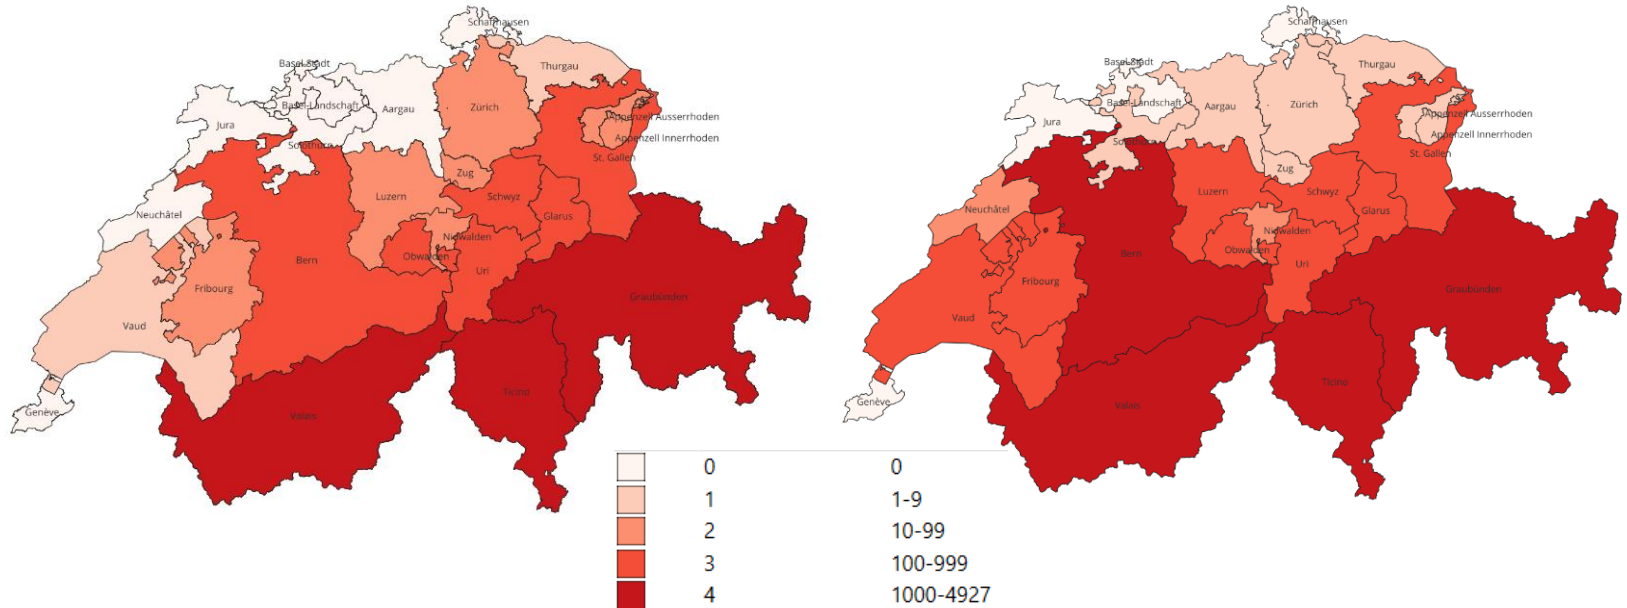 Schafhausen
Basel-Stadt
Thurgau
Basel-Landschaft
Aargau
Zürich
Jura
Appenzell Ausserrhoden
Appenzell Innerrhoden
Solothurn
St. Gallen
Zug
Luzern
Schwyz
Neuchâtel
Glarus
Nidwalden
Bern
Obwalden
Uri
Fribourg
Graubünden
Vaud
Ticino
Genève
Valais
Schafhausen
Basel-Stadt
Thurgau
Basel-Landschaft
Aargau
Zürich
Jura
Appenzell Ausserrhoden
Appenzell Innerrhoden
Solothurn
St. Gallen
Zug
Luzern
Schwyz
Neuchâtel
Glarus
Nidwalden
Bern
Obwalden
Uri
Fribourg
Graubünden
Vaud
Ticino
Genève
Valais
0 0
1 1-9
2 10-99
3 100-999
4 1000-4927